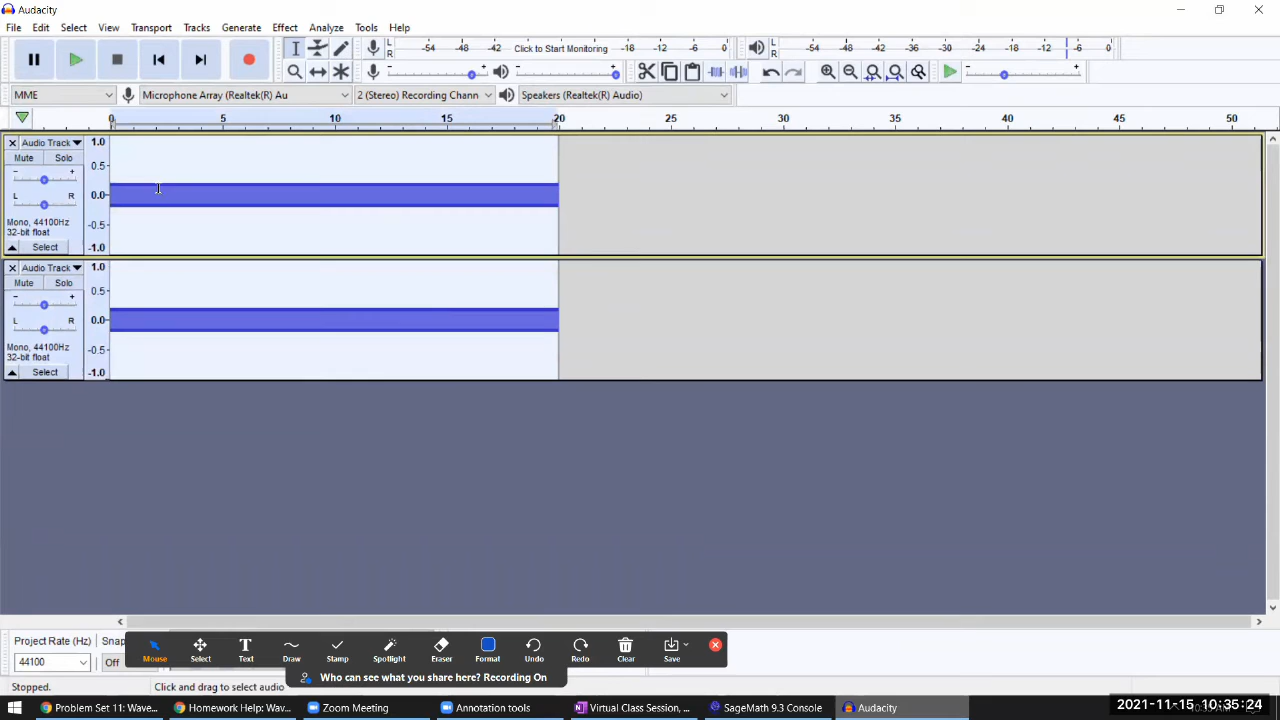 Audacity
File Edit Select View Transport Tracks Generate Effect Analyze Tools Help
L R -54 -48 -42 Click to Start Monitoring -18 -12 -6 0
L R -54 -48 -42 -36 -30 -24 -18 -12 -6 0
- + - + - +
MME Microphone Array (Realtek(R) Au 2 (Stereo) Recording Chann Speakers (Realtek(R) Audio)
0 5 10 15 20 25 30 35 40 45 50
Audio Track 1.0
Mute Solo
0.5
- +
L R 0.0
Mono, 44100Hz -0.5
32-bit float
Select -1.0
Audio Track 1.0
Mute Solo
0.5
- +
L R 0.0
Mono, 44100Hz -0.5
32-bit float
Select -1.0
Project Rate (Hz) Snap
44100 Off
Mouse Select Text Draw Stamp Spotlight Eraser Format Undo Redo Clear Save
Who can see what you share here? Recording On
Stopped. Click and drag to select audio
Problem Set 11: Wave... Homework Help: Wav... Zoom Meeting Annotation tools Virtual Class Session, ... SageMath 9.3 Console Audacity
2021-11-15 10:35:24